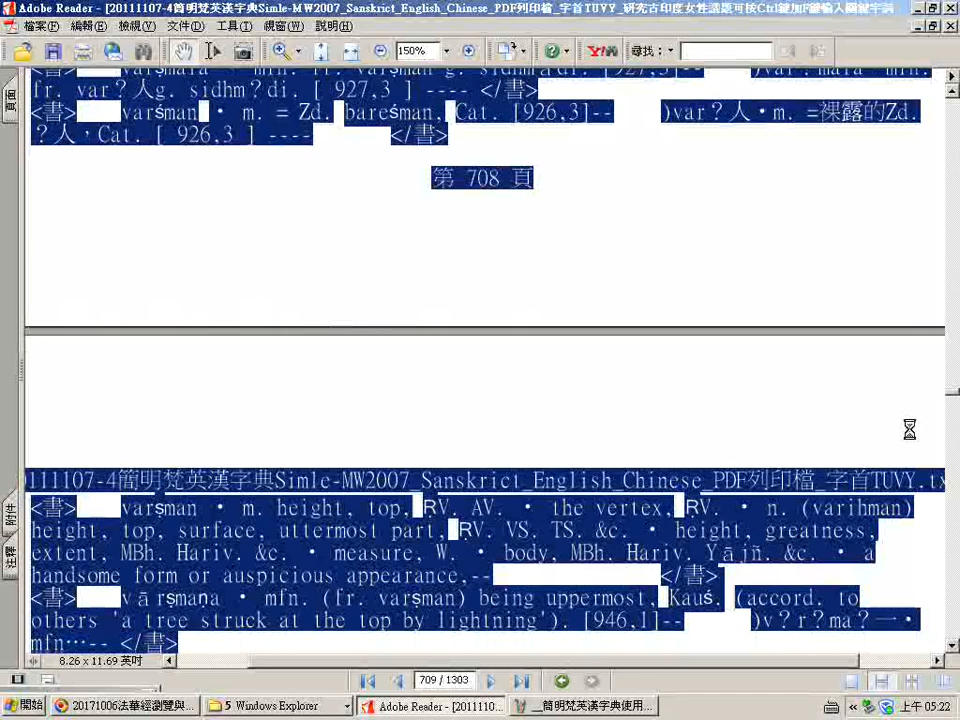 Adobe Reader - [20111107-4簡明梵英漢字典Simle-MW2007_Sanskrict_English_Chinese_PDF列印檔_字首TUVY_研究古印度女性議題可按Ctrl鍵加F鍵輸入關鍵字詞
檔案(F) 編輯(E) 檢視(V) 文件(D) 工具(T) 視窗(W) 說明(H)
150% 尋找:
fr. var？人g. sidhm？di. [ 927,3 ] ---- </書>
<書> varśman • m. = Zd. bareśman, Cat. [926,3]-- )var？人•m. =裸露的Zd.
？人，Cat. [ 926,3 ] ---- </書>
第 708 頁
111107-4簡明梵英漢字典Simle-MW2007_Sanskrict_English_Chinese_PDF列印檔_字首TUVY.tx
<書> varṣman • m. height, top, RV. AV. • the vertex, RV. • n. (varihman)
height, top, surface, uttermost part, RV. VS. TS. &c. • height, greatness,
extent, MBh. Hariv. &c. • measure, W. • body, MBh. Hariv. Yājñ. &c. • a
handsome form or auspicious appearance,-- </書>
<書> vārṣmaṇa • mfn. (fr. varṣman) being uppermost, Kauś. (accord. to
others 'a tree struck at the top by lightning'). [946,1]-- )v？r？ma？一•
mfn…-- </書>
8.26 x 11.69 英吋
709 / 1303
開始 20171006法華經瀏覽與... 5 Windows Explorer Adobe Reader - [2011110... __簡明梵英字典使用... 上午 05:22
頁面
附件
注釋